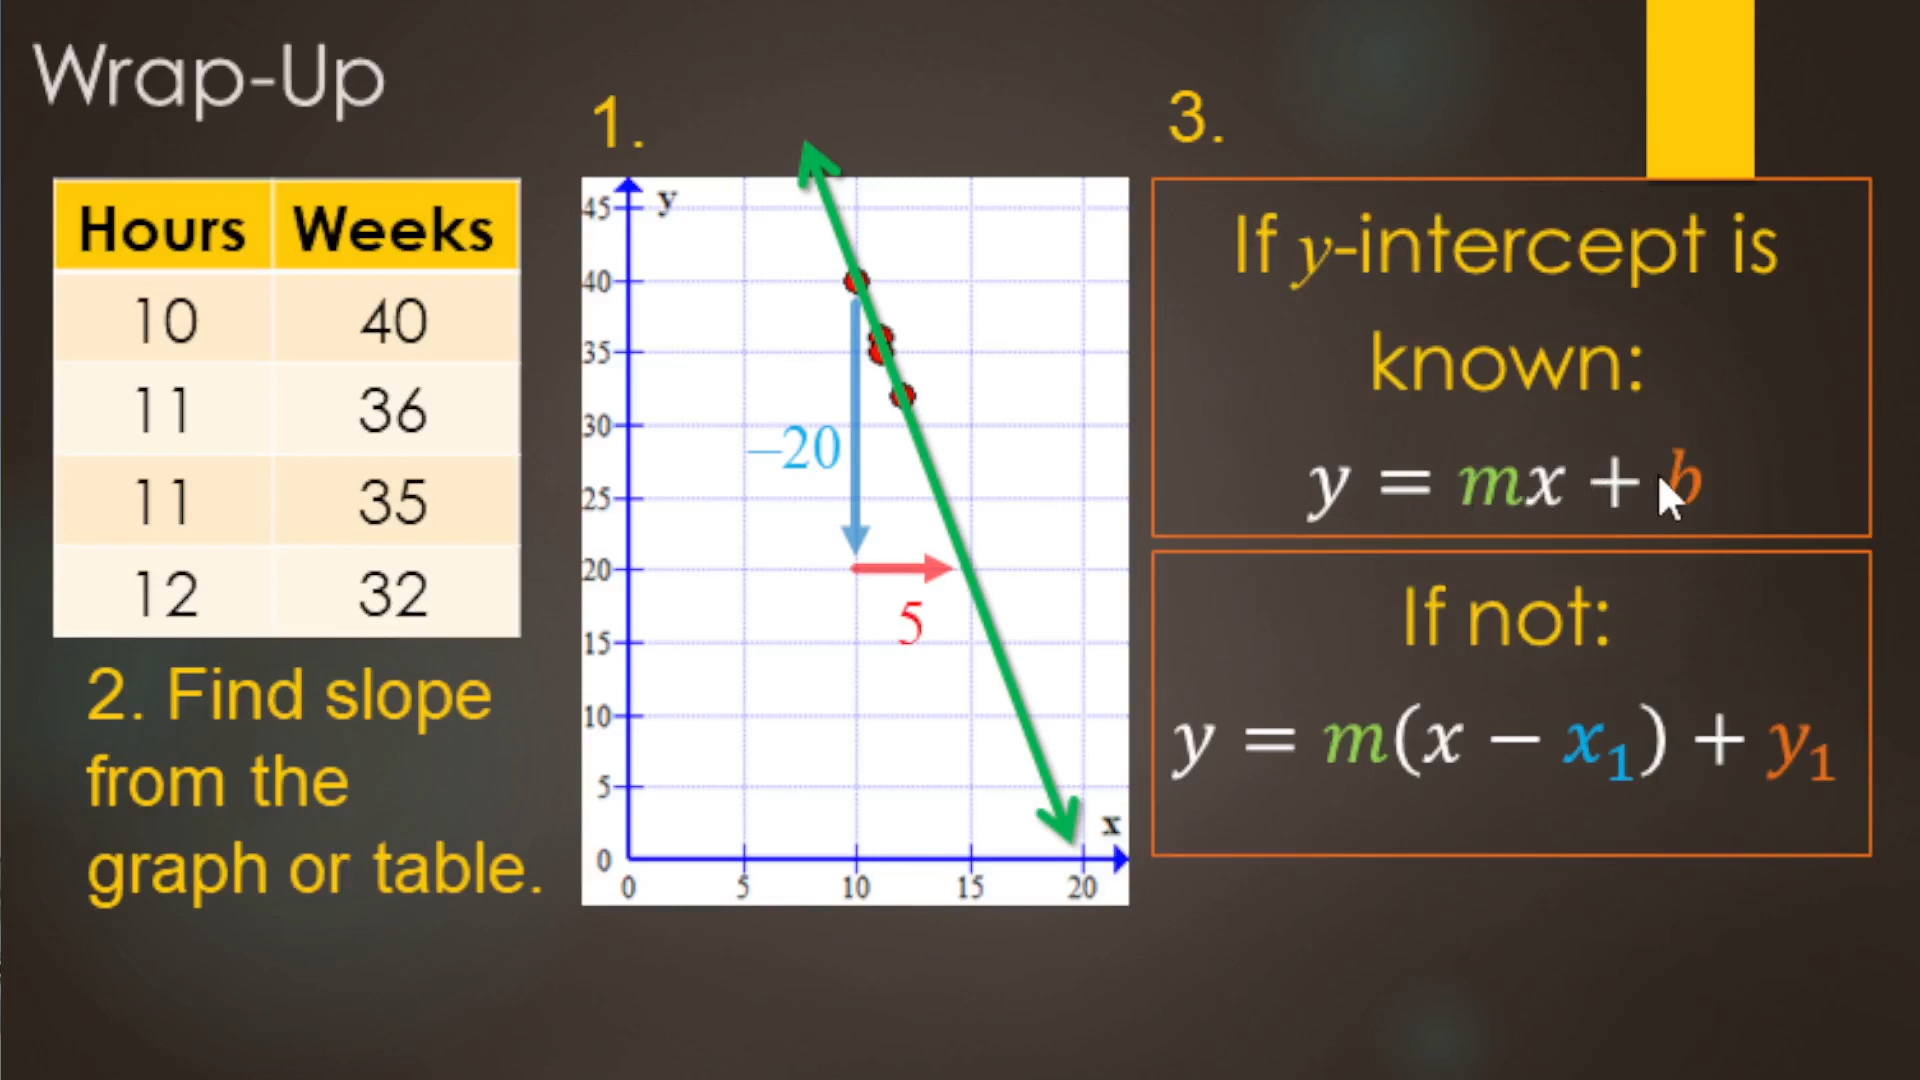 Wrap-Up
Hours Weeks
10 40
11 36
11 35
12 32
2. Find slope
from the
graph or table.
1.
y
45
40
35
30
25
20
15
10
5
0
0 5 10 15 20
x
–20
5
3.
If y-intercept is
known:
y = mx + b
If not:
y = m(x − x₁) + y₁